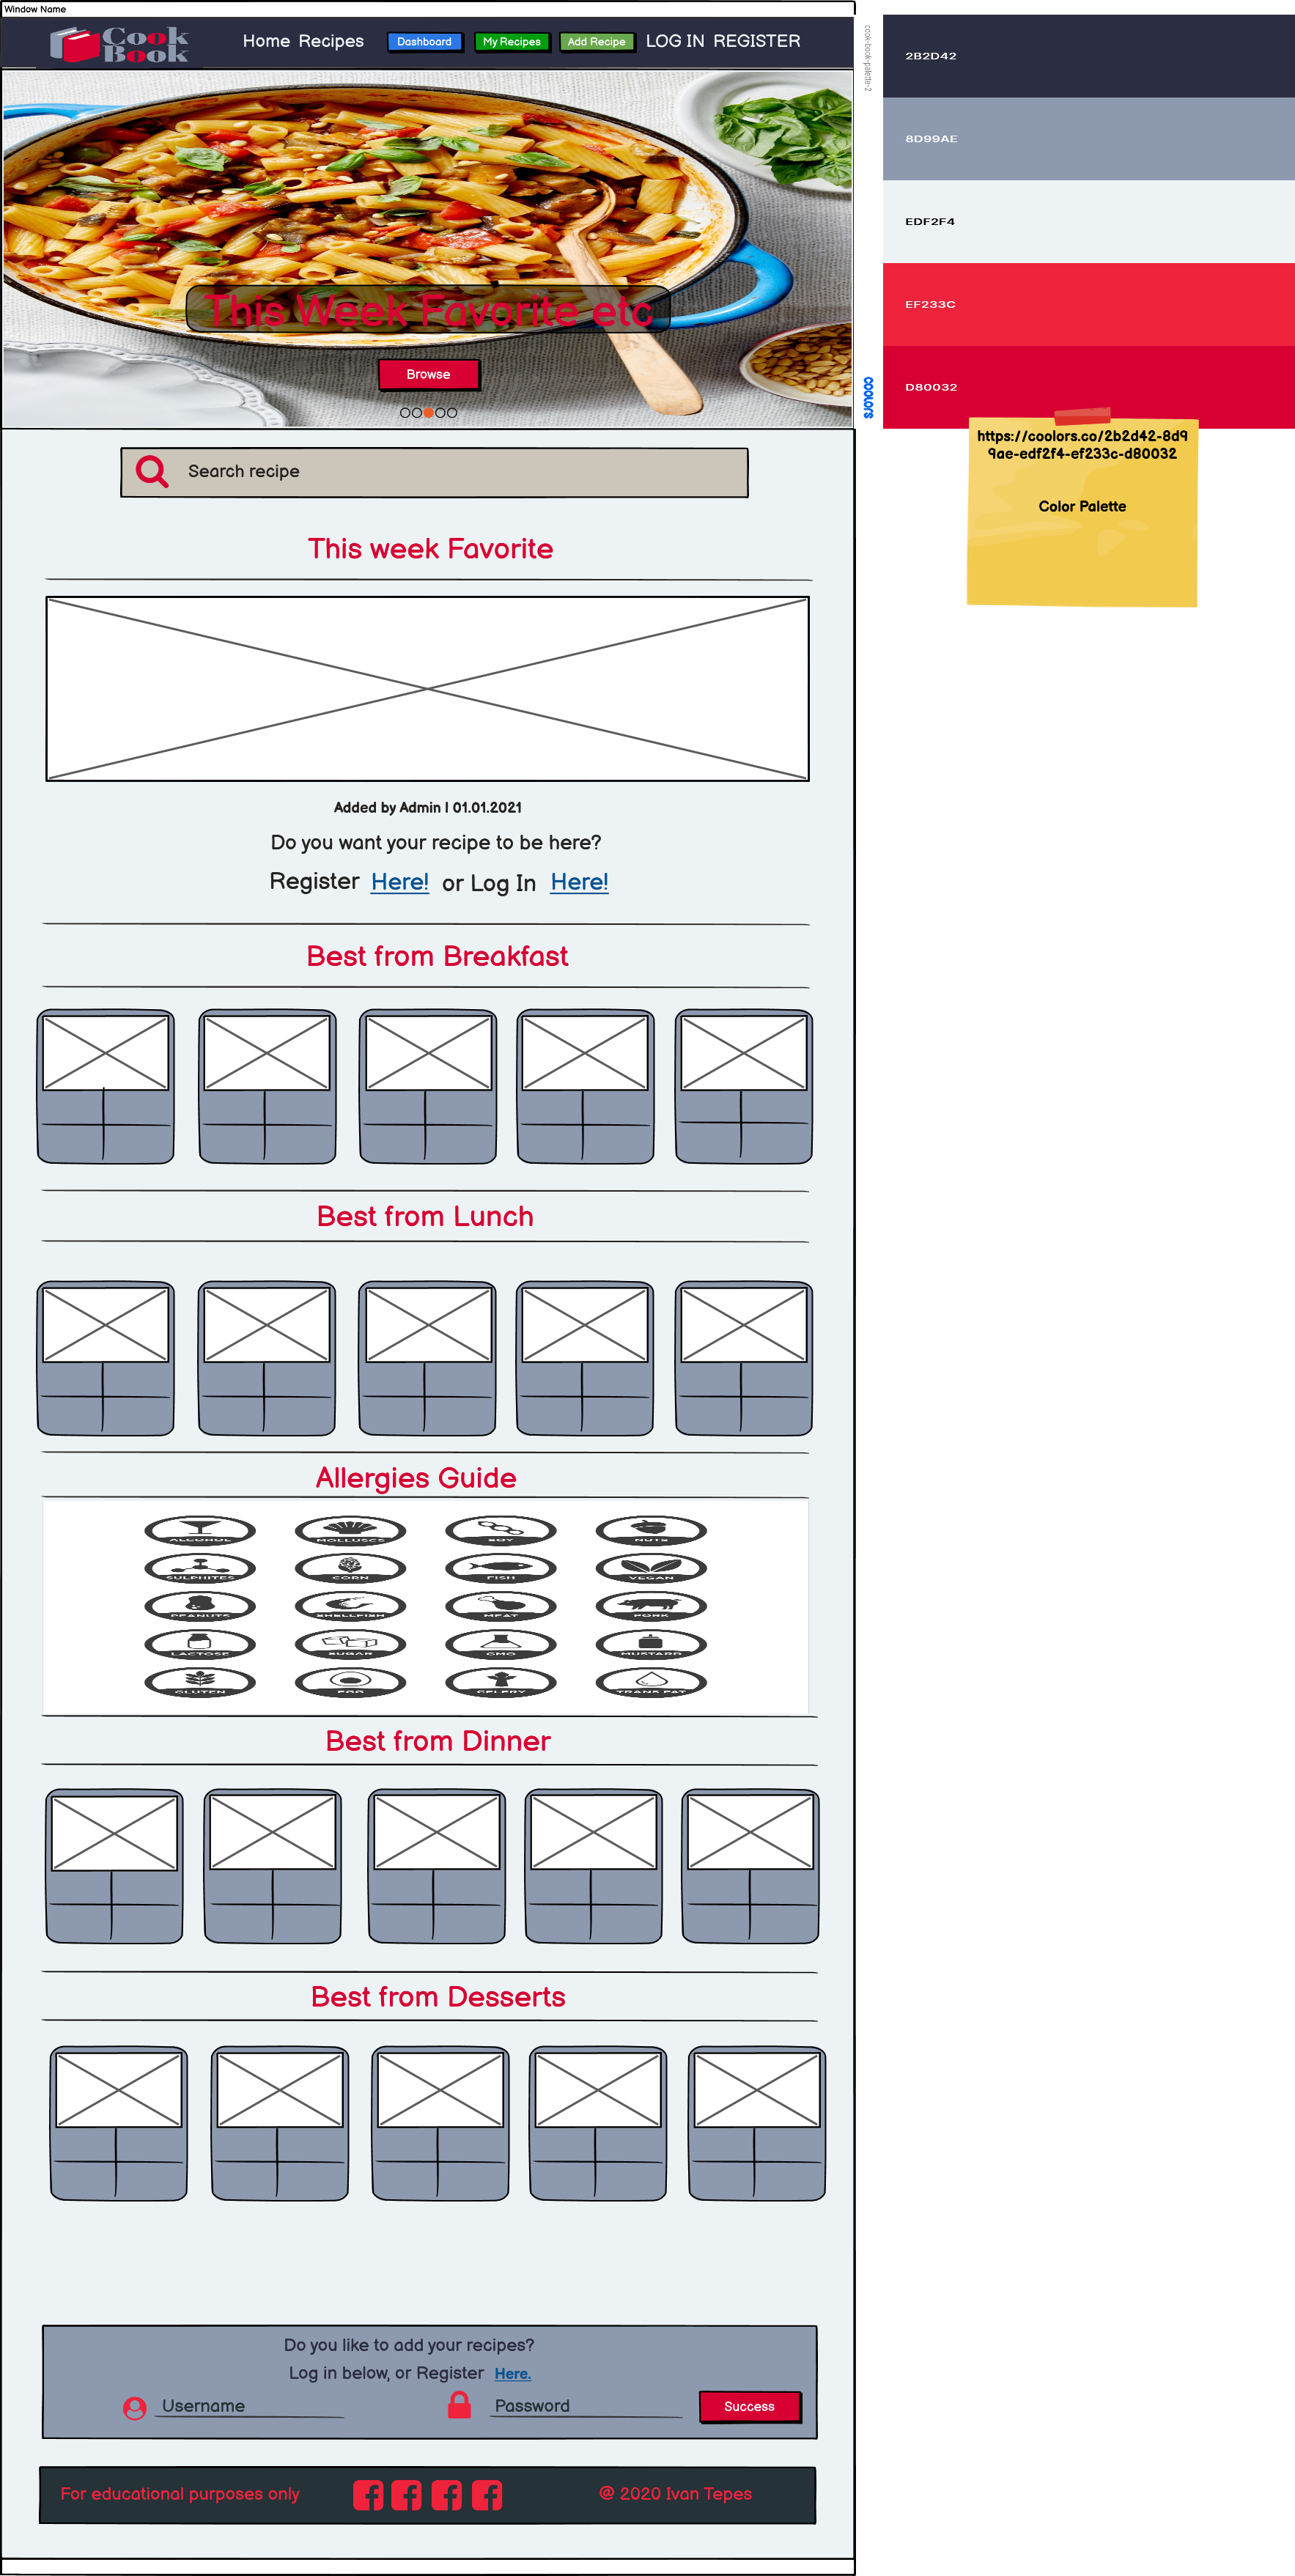 Window Name
Cook
Book
Home Recipes Dashboard My Recipes Add Recipe LOG IN REGISTER
This Week Favorite etc
Browse
Search recipe
This week Favorite
Added by Admin | 01.01.2021
Do you want your recipe to be here?
Register Here! or Log In Here!
Best from Breakfast
Best from Lunch
Allergies Guide
ALCOHOL MOLLUSCS SOY NUTS
SULPHITES CORN FISH VEGAN
PEANUTS SHELLFISH MEAT PORK
LACTOSE SUGAR GMO MUSTARD
GLUTEN EGG CELERY TRANS FAT
Best from Dinner
Best from Desserts
Do you like to add your recipes?
Log in below, or Register Here.
Username Password Success
For educational purposes only @ 2020 Ivan Tepes
cook-book-palette-2
coolors
2B2D42
8D99AE
EDF2F4
EF233C
D80032
https://coolors.co/2b2d42-8d9
9ae-edf2f4-ef233c-d80032
Color Palette